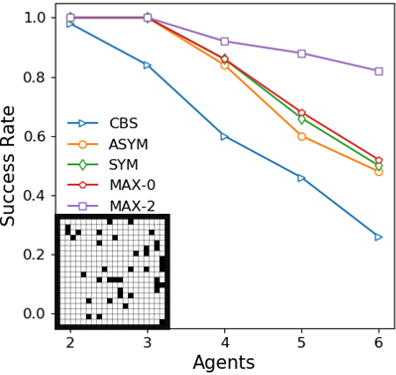 1.0
0.8
0.6
0.4
0.2
0.0
Success Rate
CBS
ASYM
SYM
MAX-0
MAX-2
2 3 4 5 6
Agents